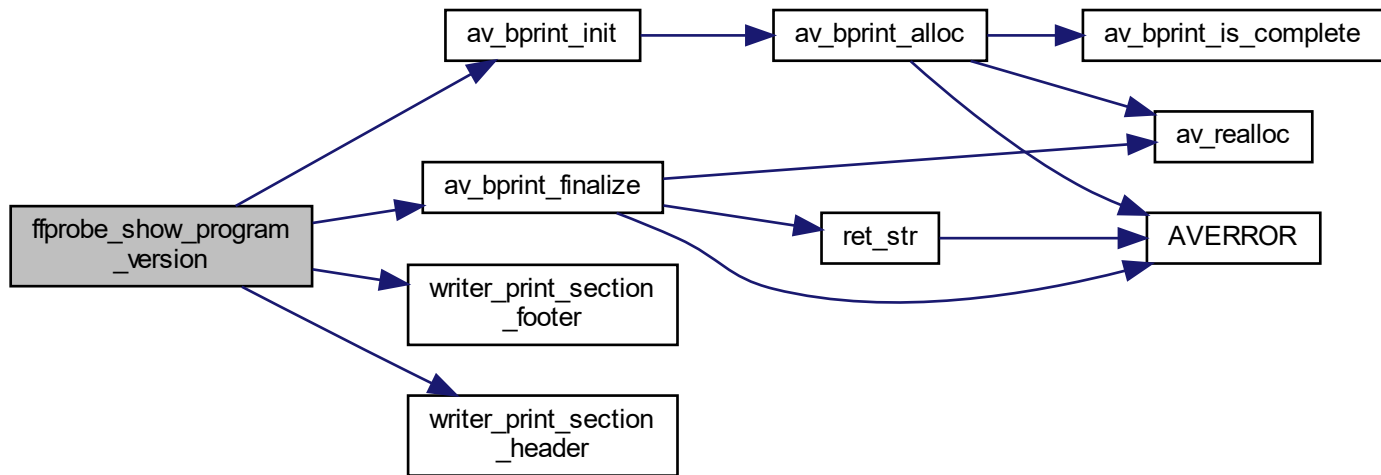 av_bprint_init
av_bprint_alloc
av_bprint_is_complete
av_realloc
av_bprint_finalize
ffprobe_show_program
_version
ret_str
AVERROR
writer_print_section
_footer
writer_print_section
_header